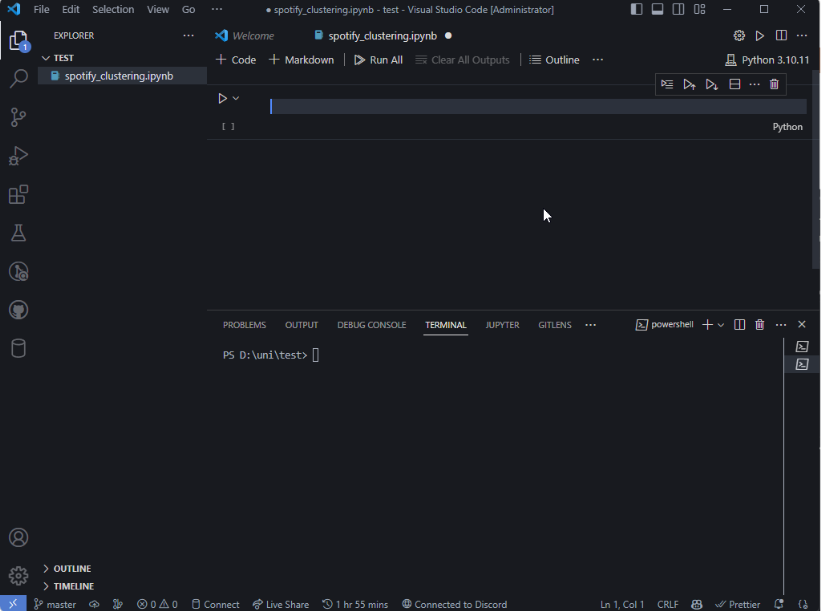 File Edit Selection View Go ··· ● spotify_clustering.ipynb - test - Visual Studio Code [Administrator]
EXPLORER ···
Welcome spotify_clustering.ipynb ●
1
TEST
+ Code + Markdown Run All Clear All Outputs Outline ··· Python 3.10.11
spotify_clustering.ipynb
[ ] Python
PROBLEMS OUTPUT DEBUG CONSOLE TERMINAL JUPYTER GITLENS ··· powershell
PS D:\uni\test>
OUTLINE
TIMELINE
master 0 0 Connect Live Share 1 hr 55 mins Connected to Discord Ln 1, Col 1 CRLF Prettier